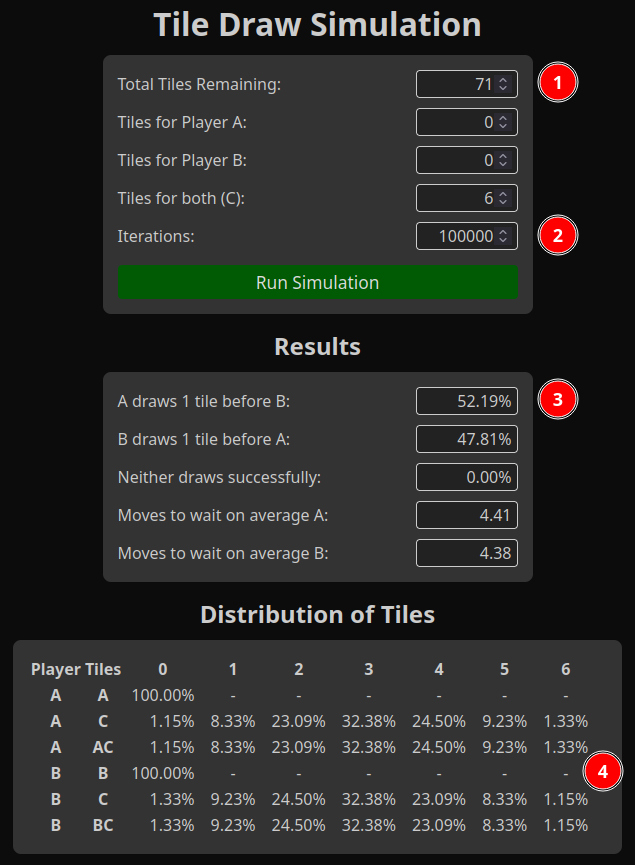 Tile Draw Simulation
Total Tiles Remaining: 71 1
Tiles for Player A: 0
Tiles for Player B: 0
Tiles for both (C): 6
Iterations: 100000 2
Run Simulation
Results
A draws 1 tile before B: 52.19% 3
B draws 1 tile before A: 47.81%
Neither draws successfully: 0.00%
Moves to wait on average A: 4.41
Moves to wait on average B: 4.38
Distribution of Tiles
Player Tiles 0 1 2 3 4 5 6
A A 100.00% - - - - - -
A C 1.15% 8.33% 23.09% 32.38% 24.50% 9.23% 1.33%
A AC 1.15% 8.33% 23.09% 32.38% 24.50% 9.23% 1.33%
B B 100.00% - - - - - - 4
B C 1.33% 9.23% 24.50% 32.38% 23.09% 8.33% 1.15%
B BC 1.33% 9.23% 24.50% 32.38% 23.09% 8.33% 1.15%